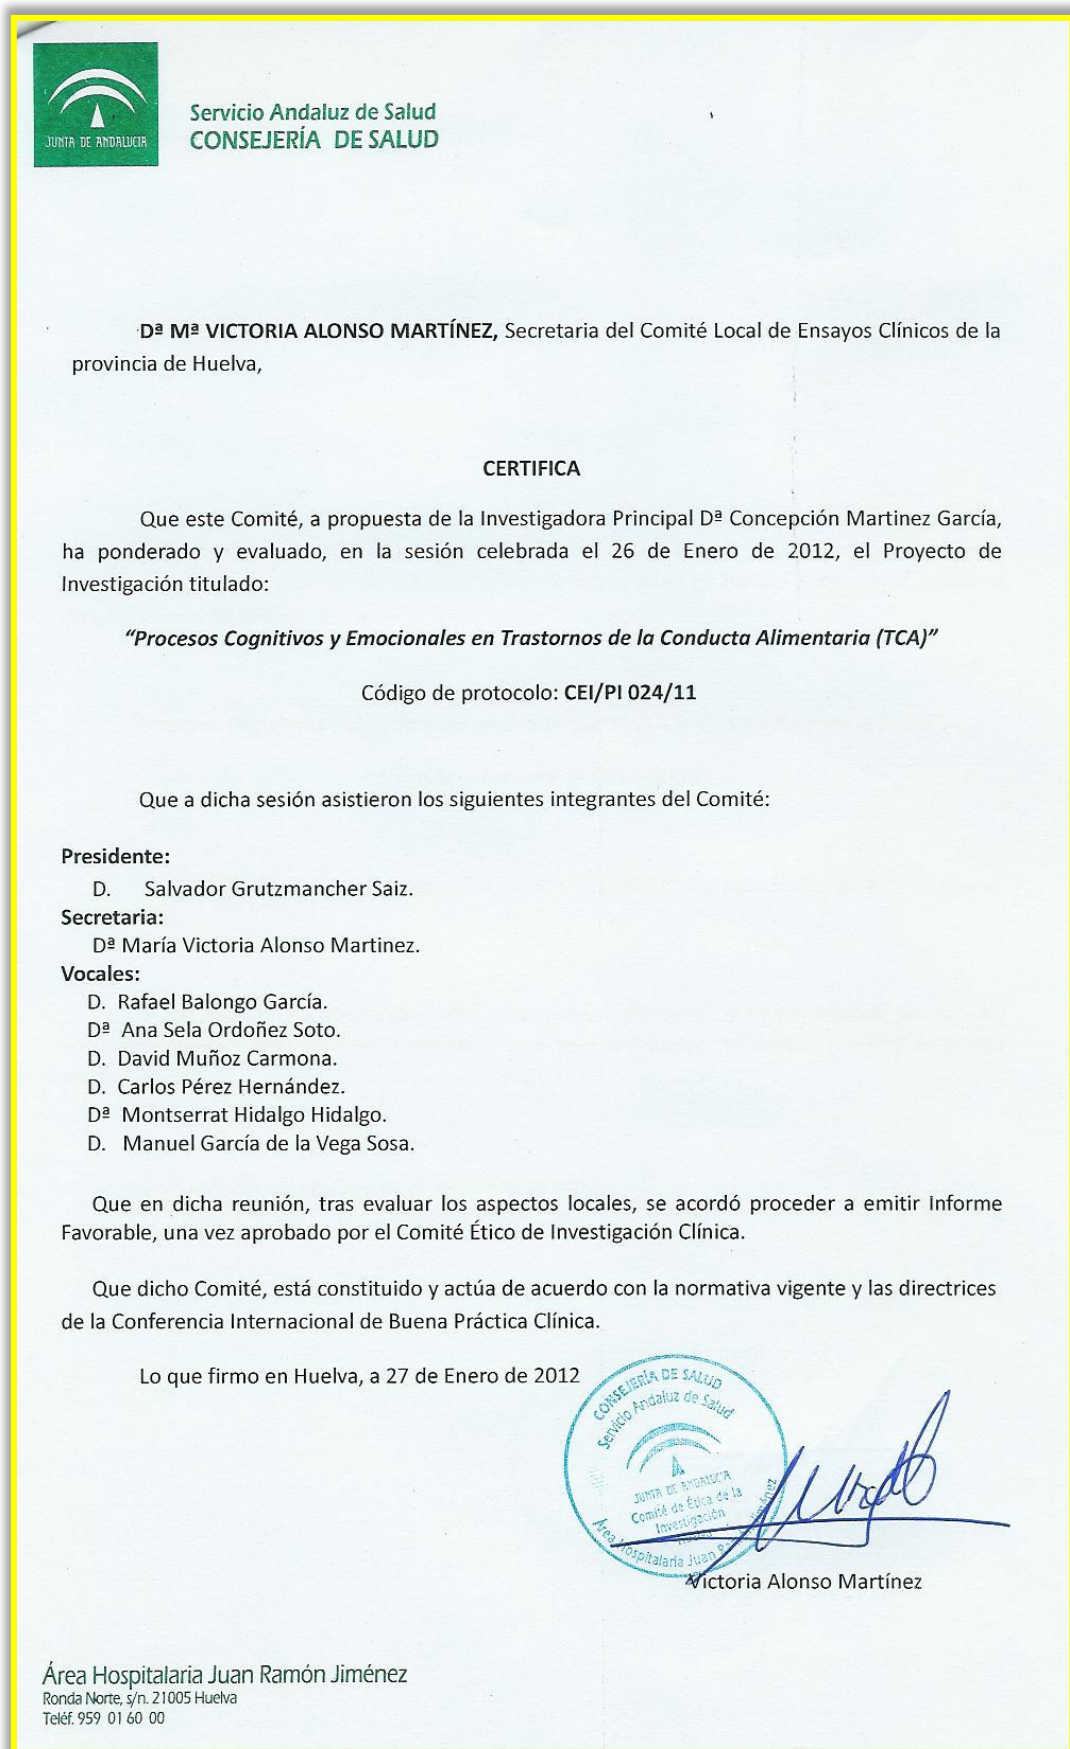 JUNTA DE ANDALUCIA
Servicio Andaluz de Salud
CONSEJERÍA DE SALUD
Dª Mª VICTORIA ALONSO MARTÍNEZ, Secretaria del Comité Local de Ensayos Clínicos de la
provincia de Huelva,
CERTIFICA
Que este Comité, a propuesta de la Investigadora Principal Dª Concepción Martinez García,
ha ponderado y evaluado, en la sesión celebrada el 26 de Enero de 2012, el Proyecto de
Investigación titulado:
“Procesos Cognitivos y Emocionales en Trastornos de la Conducta Alimentaria (TCA)”
Código de protocolo: CEI/PI 024/11
Que a dicha sesión asistieron los siguientes integrantes del Comité:
Presidente:
D. Salvador Grutzmancher Saiz.
Secretaria:
Dª María Victoria Alonso Martinez.
Vocales:
D. Rafael Balongo García.
Dª Ana Sela Ordoñez Soto.
D. David Muñoz Carmona.
D. Carlos Pérez Hernández.
Dª Montserrat Hidalgo Hidalgo.
D. Manuel García de la Vega Sosa.
Que en dicha reunión, tras evaluar los aspectos locales, se acordó proceder a emitir Informe
Favorable, una vez aprobado por el Comité Ético de Investigación Clínica.
Que dicho Comité, está constituido y actúa de acuerdo con la normativa vigente y las directrices
de la Conferencia Internacional de Buena Práctica Clínica.
Lo que firmo en Huelva, a 27 de Enero de 2012
CONSEJERÍA DE SALUD
Servicio Andaluz de Salud
JUNTA DE ANDALUCIA
Comité de Ética de la
Investigación
Área Hospitalaria Juan
Victoria Alonso Martínez
Área Hospitalaria Juan Ramón Jiménez
Ronda Norte, s/n. 21005 Huelva
Teléf. 959 01 60 00